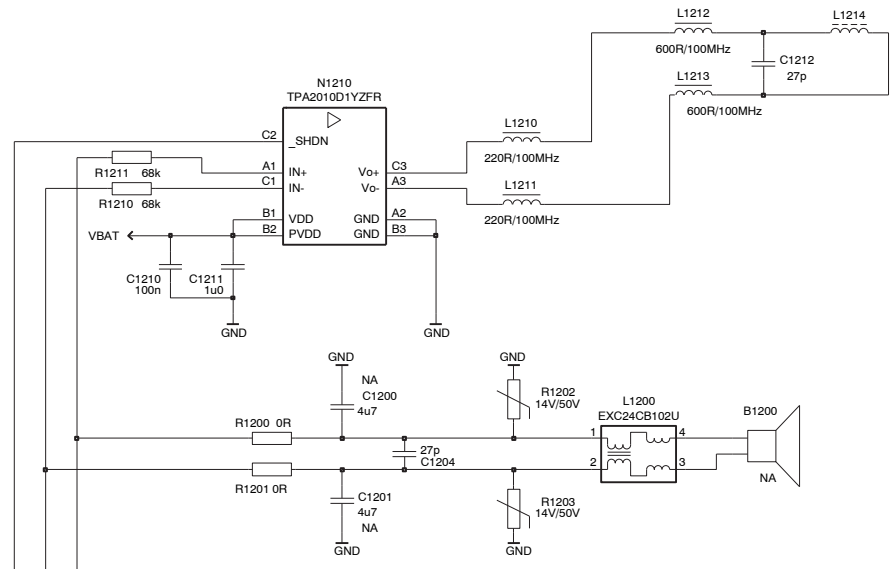 L1212
L1214
600R/100MHz
C1212
27p
L1213
600R/100MHz
N1210
TPA2010D1YZFR
C2
_SHDN
L1210
220R/100MHz
A1
IN+
Vo+
C3
R1211 68k
C1
IN-
Vo-
A3
L1211
R1210 68k
220R/100MHz
B1
VDD
GND
A2
VBAT
B2
PVDD
GND
B3
C1210
100n
C1211
1u0
GND
GND
GND
GND
NA
C1200
4u7
R1202
14V/50V
L1200
EXC24CB102U
B1200
R1200 0R
1
4
27p
C1204
2
3
R1201 0R
C1201
4u7
NA
R1203
14V/50V
NA
GND
GND